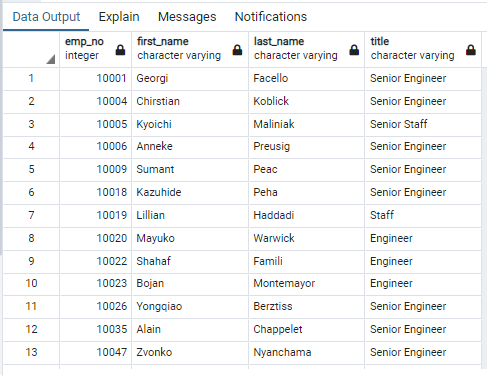 Data Output Explain Messages Notifications
emp_no first_name last_name title
integer character varying character varying character varying
1 10001 Georgi Facello Senior Engineer
2 10004 Chirstian Koblick Senior Engineer
3 10005 Kyoichi Maliniak Senior Staff
4 10006 Anneke Preusig Senior Engineer
5 10009 Sumant Peac Senior Engineer
6 10018 Kazuhide Peha Senior Engineer
7 10019 Lillian Haddadi Staff
8 10020 Mayuko Warwick Engineer
9 10022 Shahaf Famili Engineer
10 10023 Bojan Montemayor Engineer
11 10026 Yongqiao Berztiss Senior Engineer
12 10035 Alain Chappelet Senior Engineer
13 10047 Zvonko Nyanchama Senior Engineer